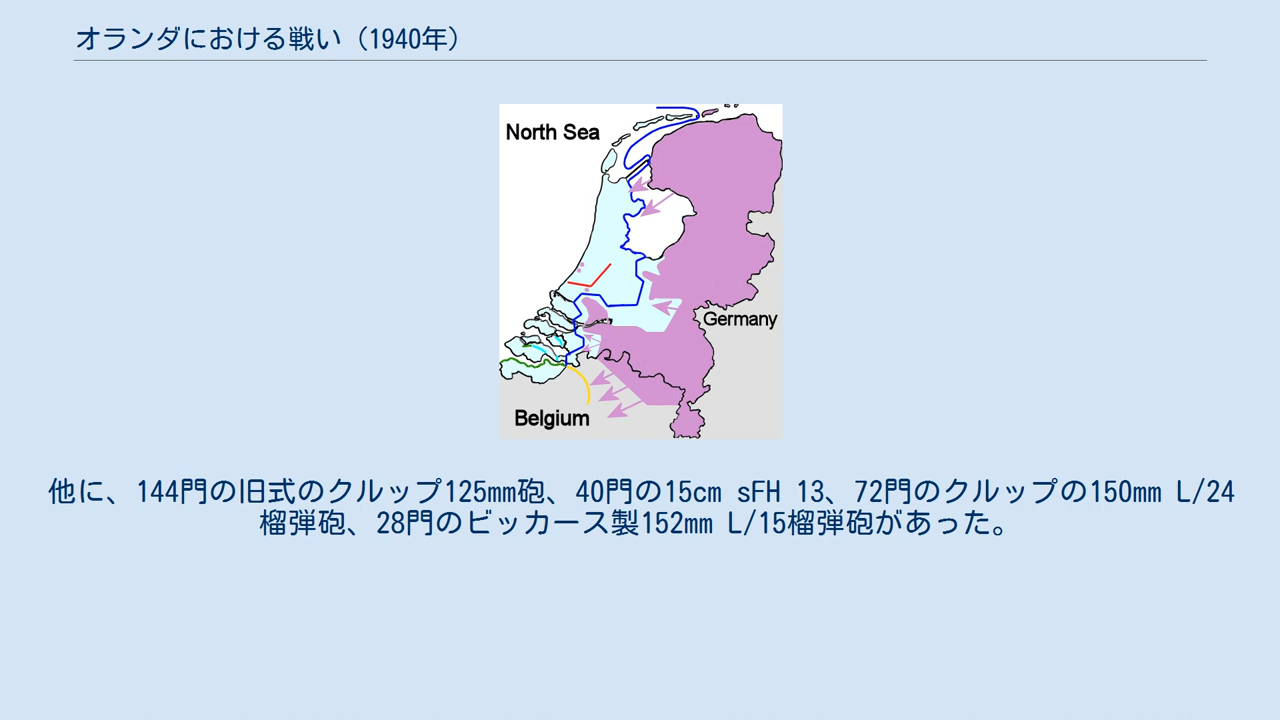 オランダにおける戦い（1940年）
North Sea
Germany
Belgium
他に、144門の旧式のクルップ125mm砲、40門の15cm sFH 13、72門のクルップの150mm L/24
榴弾砲、28門のビッカース製152mm L/15榴弾砲があった。